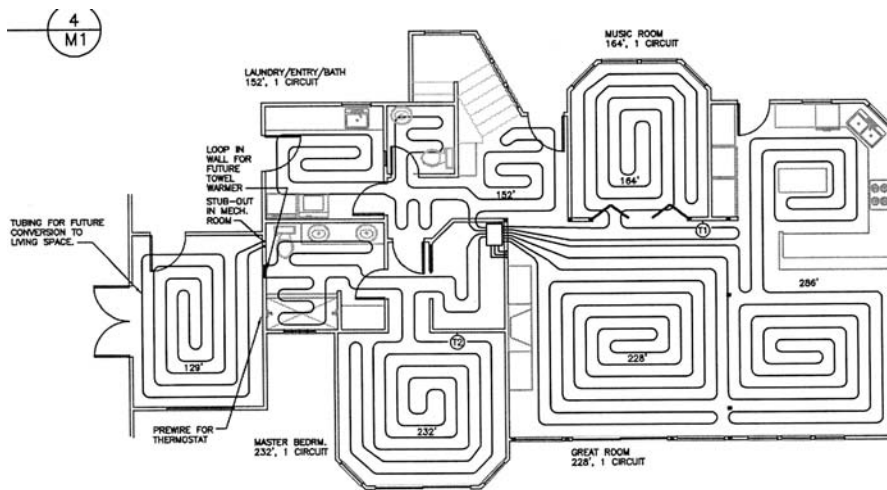 4
M1
MUSIC ROOM
164', 1 CIRCUIT
LAUNDRY/ENTRY/BATH
152', 1 CIRCUIT
LOOP IN
WALL FOR
FUTURE
TOWEL
WARMER
STUB-OUT
IN MECH.
ROOM
TUBING FOR FUTURE
CONVERSION TO
LIVING SPACE.
152'
164'
T1
286'
T2
228'
129'
232'
PREWIRE FOR
THERMOSTAT
MASTER BEDRM.
232', 1 CIRCUIT
GREAT ROOM
228', 1 CIRCUIT